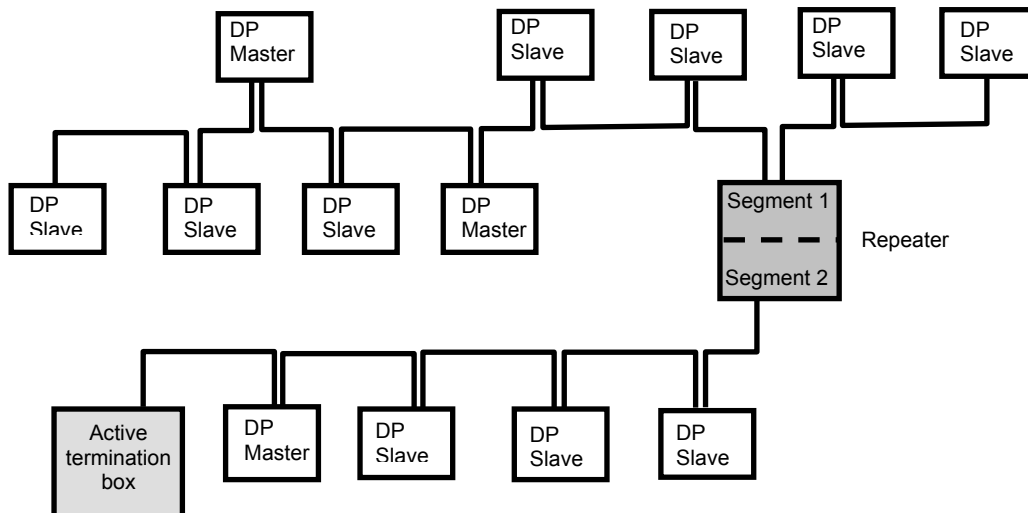 DP
Master
DP
Slave
DP
Slave
DP
Slave
DP
Slave
DP
Slave
DP
Slave
DP
Slave
DP
Master
Segment 1
Segment 2
Repeater
Active
termination
box
DP
Master
DP
Slave
DP
Slave
DP
Slave